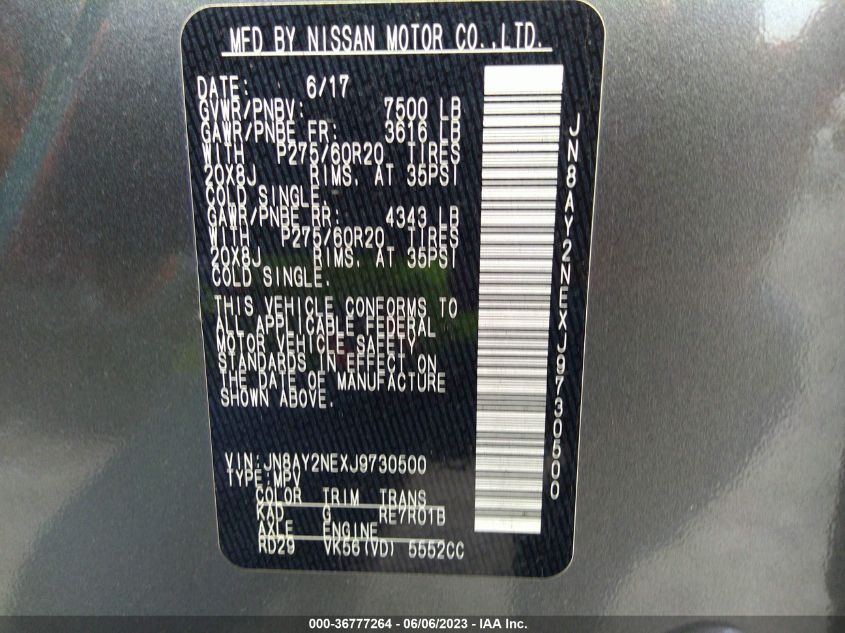 MFD BY NISSAN MOTOR CO.,LTD.
DATE: 6/17
GVWR/PNBV: 7500 LB
GAWR/PNBE FR: 3616 LB
WITH P275/60R20 TIRES
20X8J RIMS. AT 35PSI
COLD SINGLE.
GAWR/PNBE RR: 4343 LB
WITH P275/60R20 TIRES
20X8J RIMS. AT 35PSI
COLD SINGLE.
THIS VEHICLE CONFORMS TO
ALL APPLICABLE FEDERAL
MOTOR VEHICLE SAFETY
STANDARDS IN EFFECT ON
THE DATE OF MANUFACTURE
SHOWN ABOVE.
VIN:JN8AY2NEXJ9730500
TYPE:MPV
COLOR TRIM TRANS
KAD G RE7R01B
AXLE ENGINE
RD29 VK56(VD) 5552CC
JN8AY2NEXJ9730500
000-36777264 - 06/06/2023 - IAA Inc.